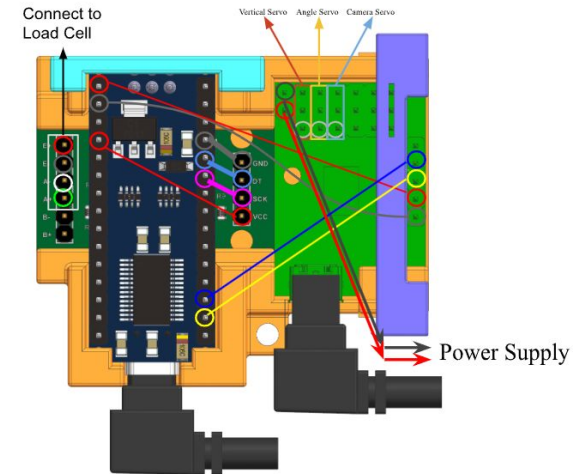 Connect to
Load Cell
Vertical Servo
Angle Servo
Camera Servo
E+
E-
A-
A+
B-
B+
GND
DT
SCK
VCC
Power Supply